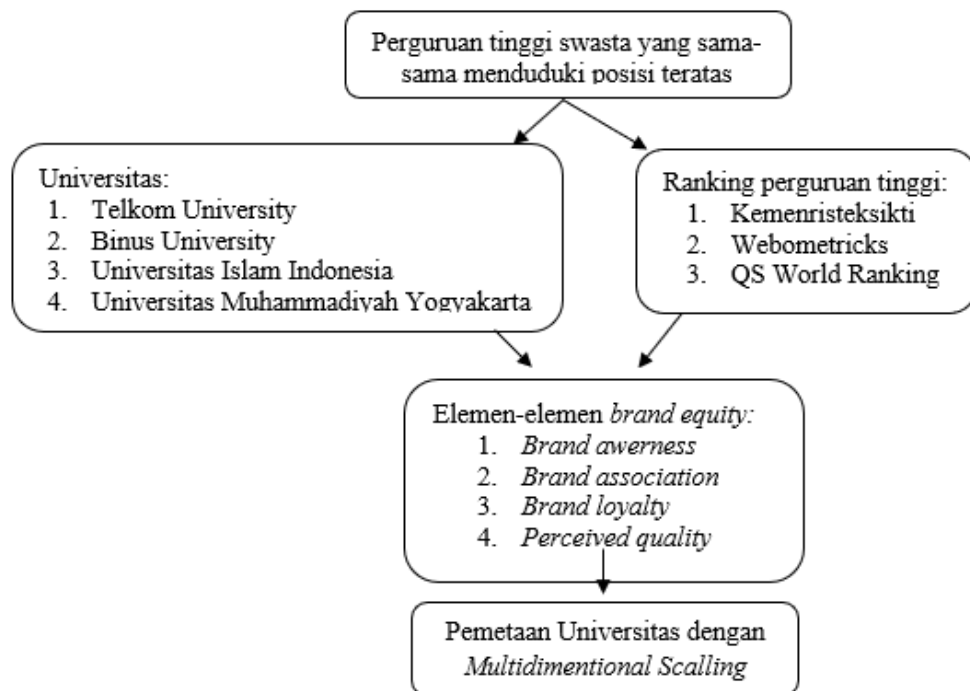 Perguruan tinggi swasta yang sama-
sama menduduki posisi teratas
Universitas:
1. Telkom University
2. Binus University
3. Universitas Islam Indonesia
4. Universitas Muhammadiyah Yogyakarta
Ranking perguruan tinggi:
1. Kemenristeksikti
2. Webometricks
3. QS World Ranking
Elemen-elemen brand equity:
1. Brand awerness
2. Brand association
3. Brand loyalty
4. Perceived quality
Pemetaan Universitas dengan
Multidimentional Scalling